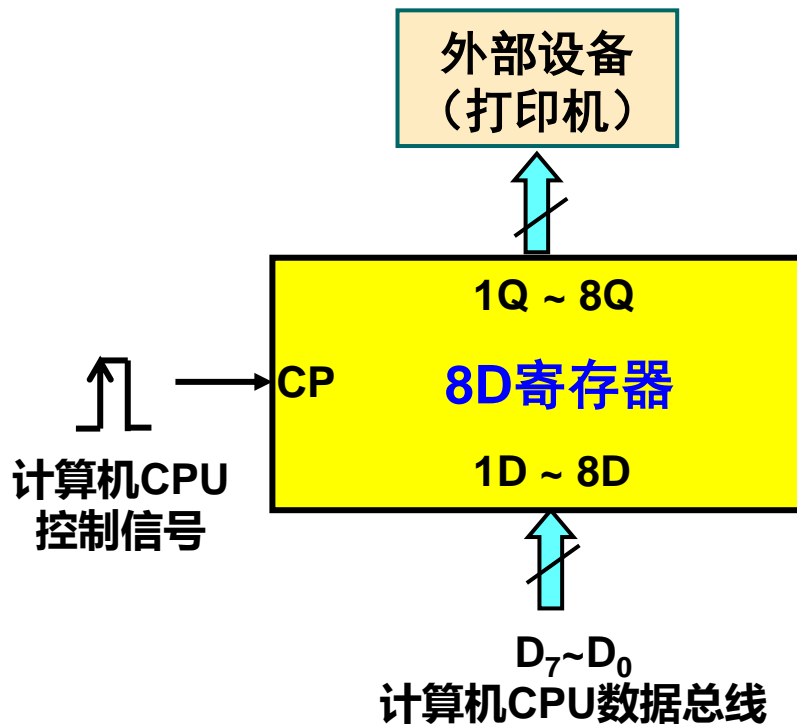 外部设备
（打印机）
1Q ~ 8Q
CP
8D寄存器
计算机CPU
控制信号
1D ~ 8D
D₇~D₀
计算机CPU数据总线